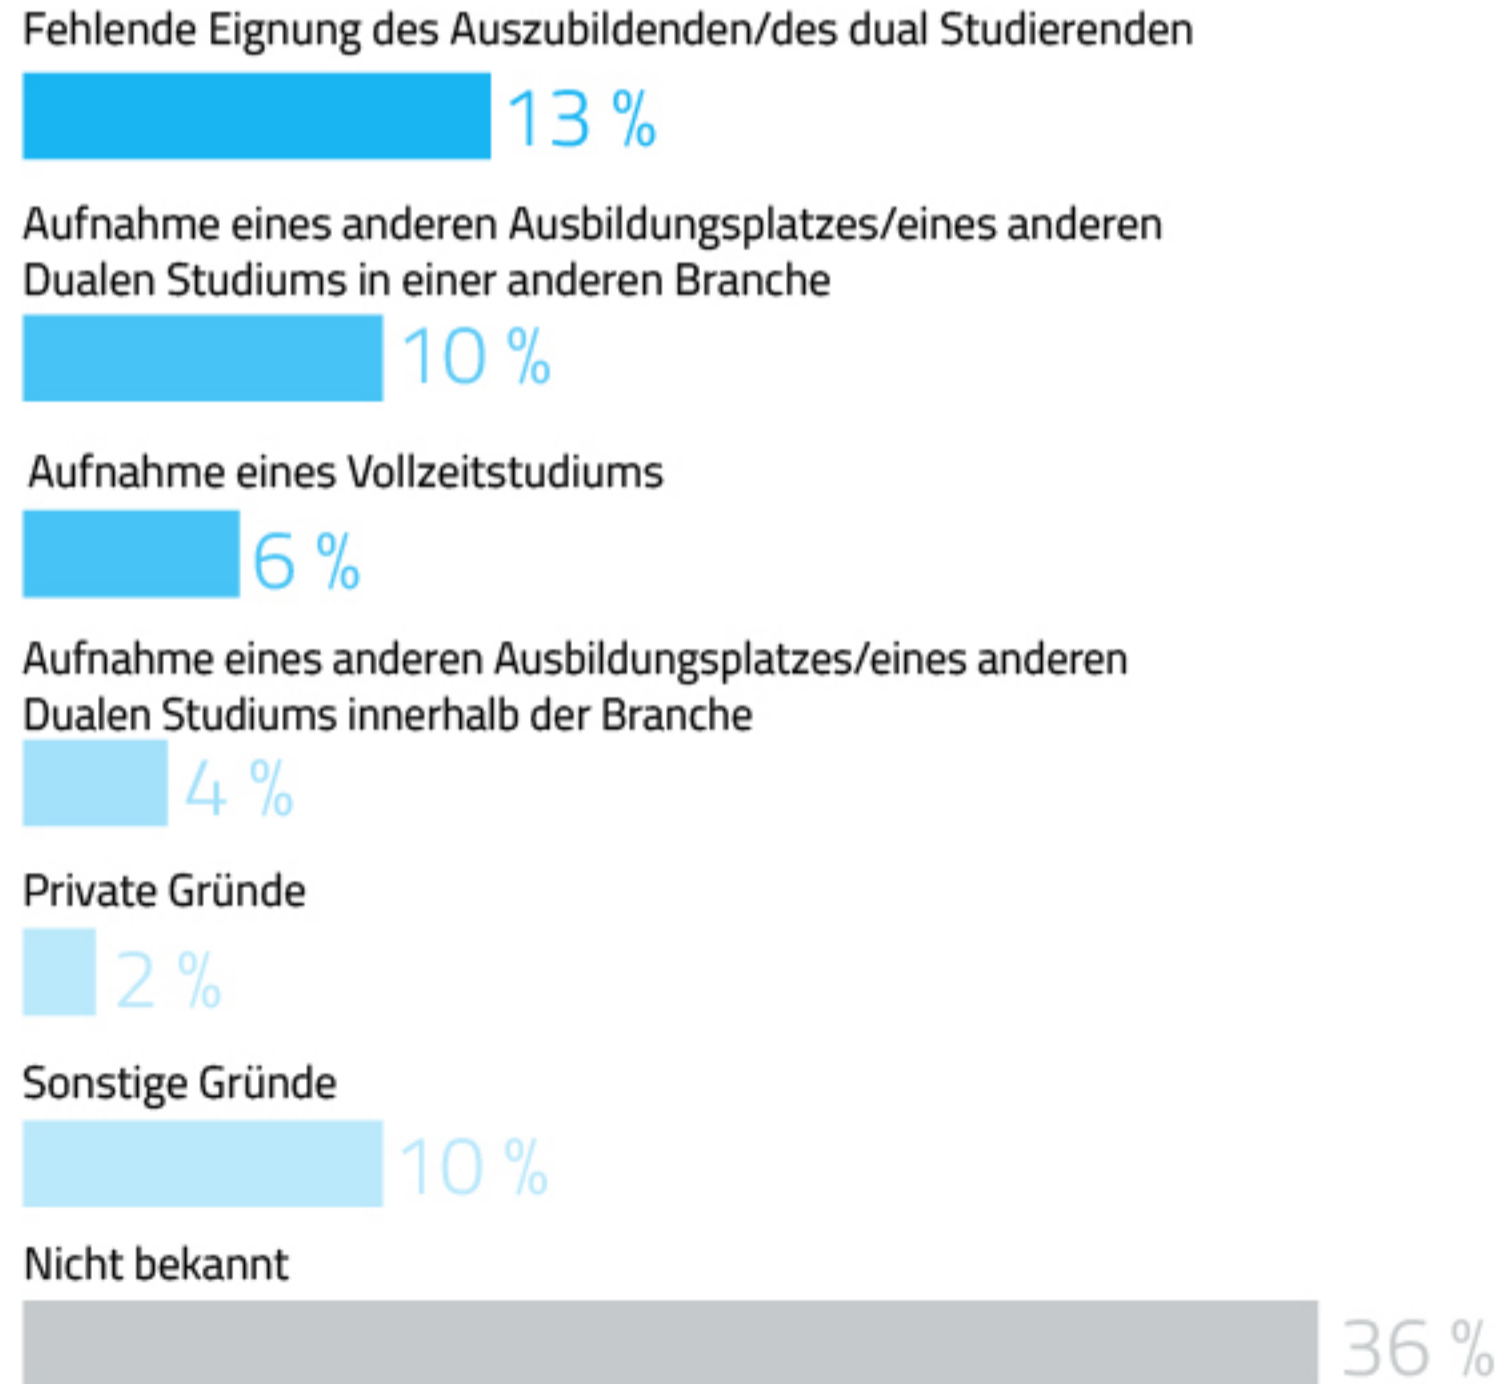 Fehlende Eignung des Auszubildenden/des dual Studierenden
13 %
Aufnahme eines anderen Ausbildungsplatzes/eines anderen
Dualen Studiums in einer anderen Branche
10 %
Aufnahme eines Vollzeitstudiums
6 %
Aufnahme eines anderen Ausbildungsplatzes/eines anderen
Dualen Studiums innerhalb der Branche
4 %
Private Gründe
2 %
Sonstige Gründe
10 %
Nicht bekannt
36 %